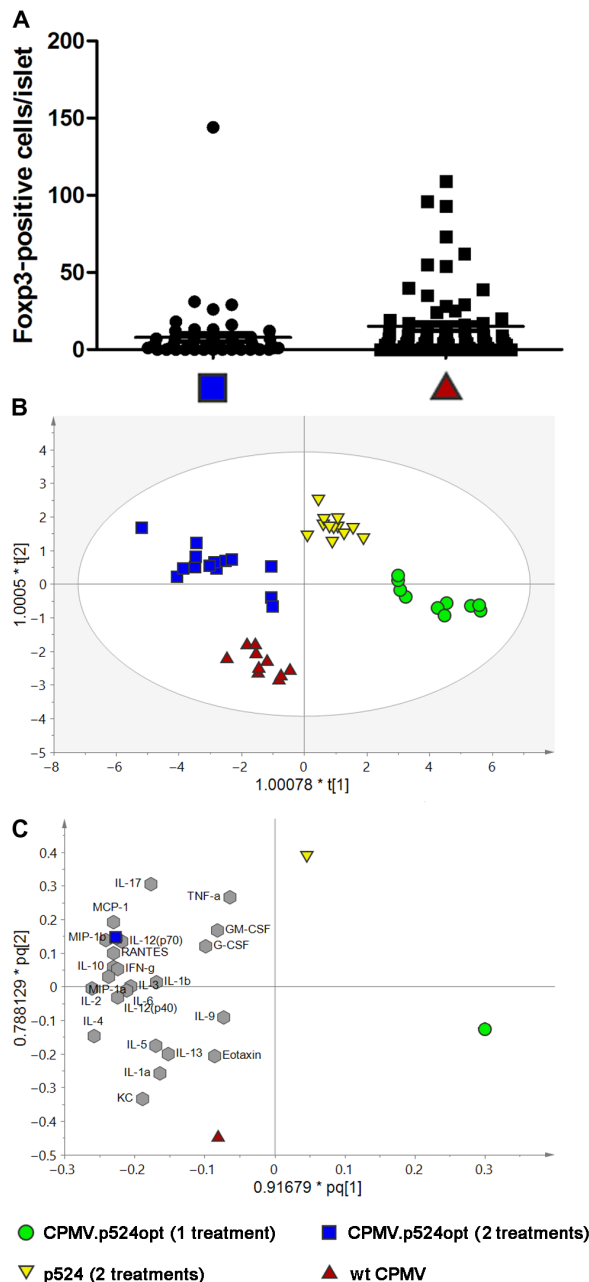 A
Foxp3-positive cells/islet
200
150
100
50
0
B
1.0005 * t[2]
4
3
2
1
0
-1
-2
-3
-4
-5
-8
-6
-4
-2
0
2
4
6
1.00078 * t[1]
C
0.788129 * pq[2]
0.4
0.3
0.2
0.1
0
-0.1
-0.2
-0.3
-0.4
-0.5
IL-17
TNF-a
MCP-1
GM-CSF
MIP-1b
IL-12(p70)
G-CSF
RANTES
IL-10
IFN-g
IL-3
IL-1b
MIP-1a
IL-2
IL-6
IL-12(p40)
IL-9
IL-4
IL-5
IL-13
Eotaxin
IL-1a
KC
-0.3
-0.2
-0.1
0
0.1
0.2
0.3
0.91679 * pq[1]
CPMV.p524opt (1 treatment)
CPMV.p524opt (2 treatments)
p524 (2 treatments)
wt CPMV